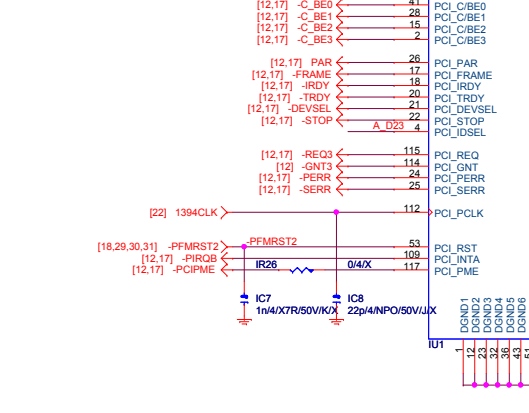 [12,17] -C_BE0 41 PCI_C/BE0
[12,17] -C_BE1 28 PCI_C/BE1
[12,17] -C_BE2 15 PCI_C/BE2
[12,17] -C_BE3 2 PCI_C/BE3
[12,17] PAR 26 PCI_PAR
[12,17] -FRAME 17 PCI_FRAME
[12,17] -IRDY 18 PCI_IRDY
[12,17] -TRDY 20 PCI_TRDY
[12,17] -DEVSEL 21 PCI_DEVSEL
[12,17] -STOP 22 PCI_STOP
A_D23 4 PCI_IDSEL
[12,17] -REQ3 115 PCI_REQ
[12] -GNT3 114 PCI_GNT
[12,17] -PERR 24 PCI_PERR
[12,17] -SERR 25 PCI_SERR
[22] 1394CLK 112 PCI_PCLK
[18,29,30,31] -PFMRST2 -PFMRST2 53 PCI_RST
[12,17] -PIRQB 109 PCI_INTA
[12,17] -PCIPME IR26 0/4/X 117 PCI_PME
IC7 IC8
1n/4/X7R/50V/K/X 22p/4/NPO/50V/J/X
DGND1 DGND2 DGND3 DGND4 DGND5 DGND6
IU1
1 12 23 32 36 43